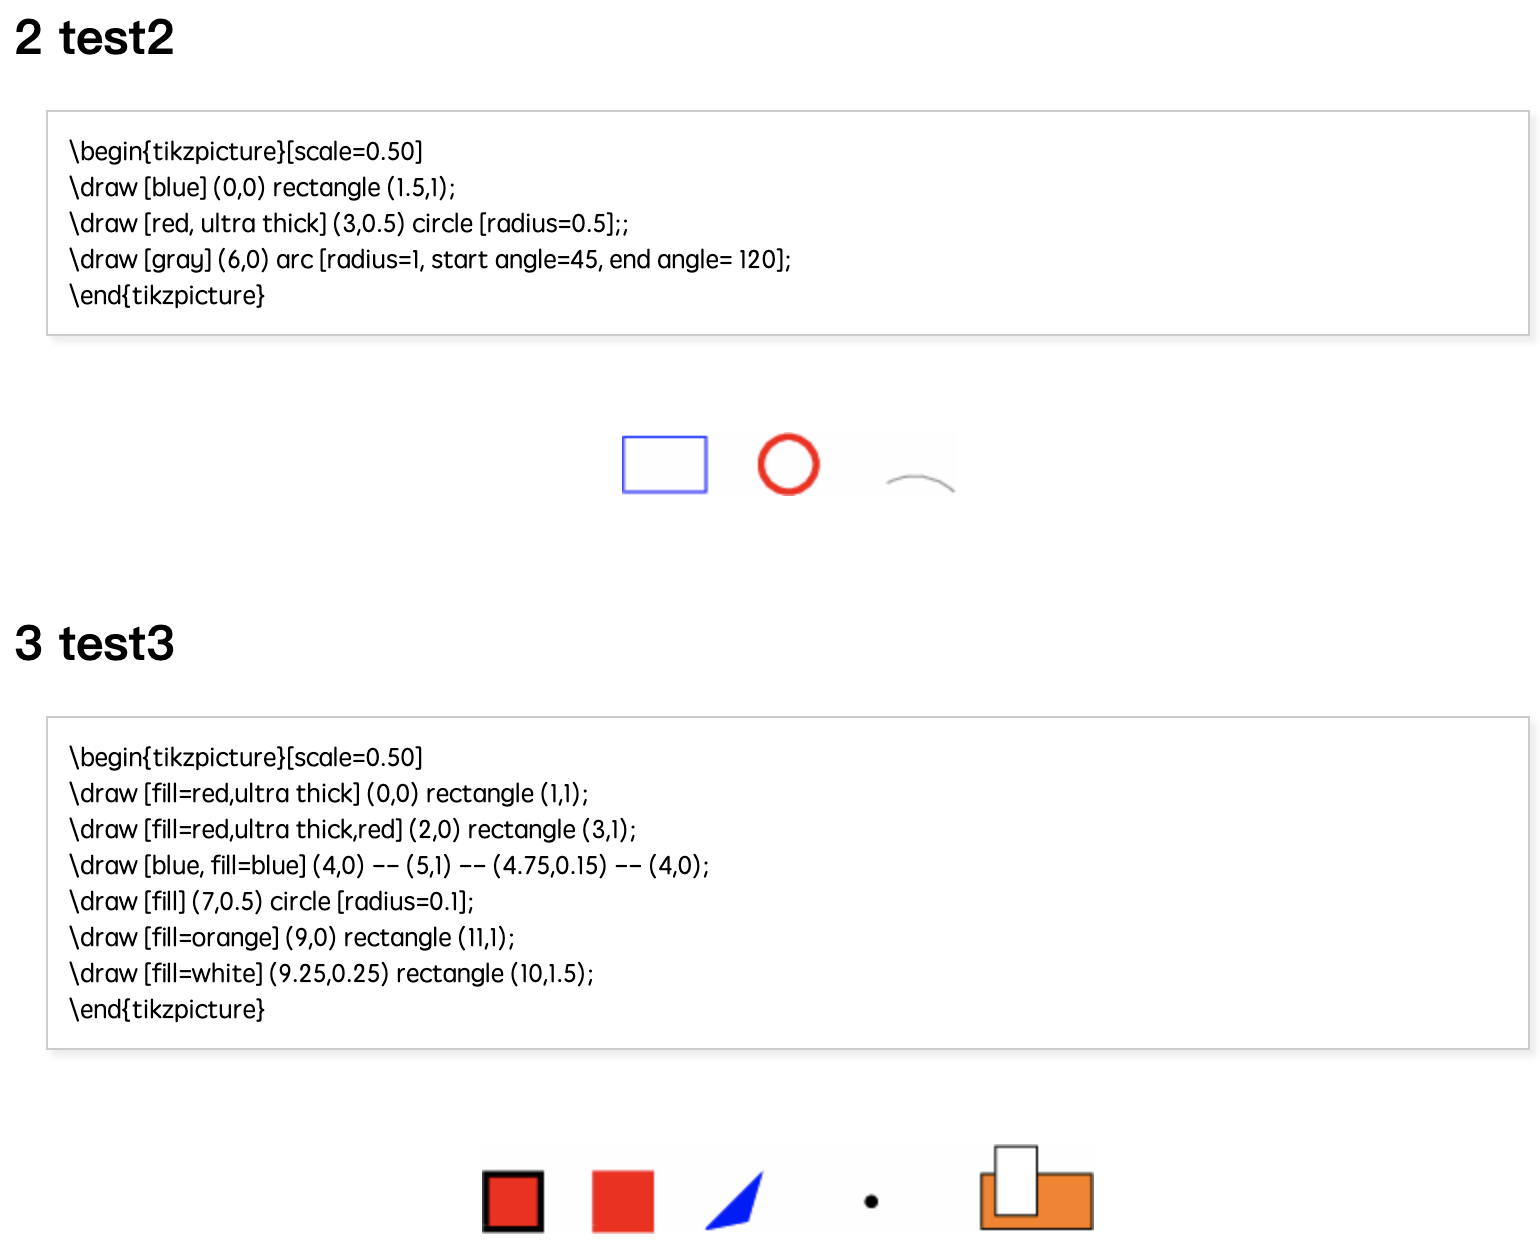 2 test2
\begin{tikzpicture}[scale=0.50]
\draw [blue] (0,0) rectangle (1.5,1);
\draw [red, ultra thick] (3,0.5) circle [radius=0.5];;
\draw [gray] (6,0) arc [radius=1, start angle=45, end angle= 120];
\end{tikzpicture}
3 test3
\begin{tikzpicture}[scale=0.50]
\draw [fill=red,ultra thick] (0,0) rectangle (1,1);
\draw [fill=red,ultra thick,red] (2,0) rectangle (3,1);
\draw [blue, fill=blue] (4,0) -- (5,1) -- (4.75,0.15) -- (4,0);
\draw [fill] (7,0.5) circle [radius=0.1];
\draw [fill=orange] (9,0) rectangle (11,1);
\draw [fill=white] (9.25,0.25) rectangle (10,1.5);
\end{tikzpicture}